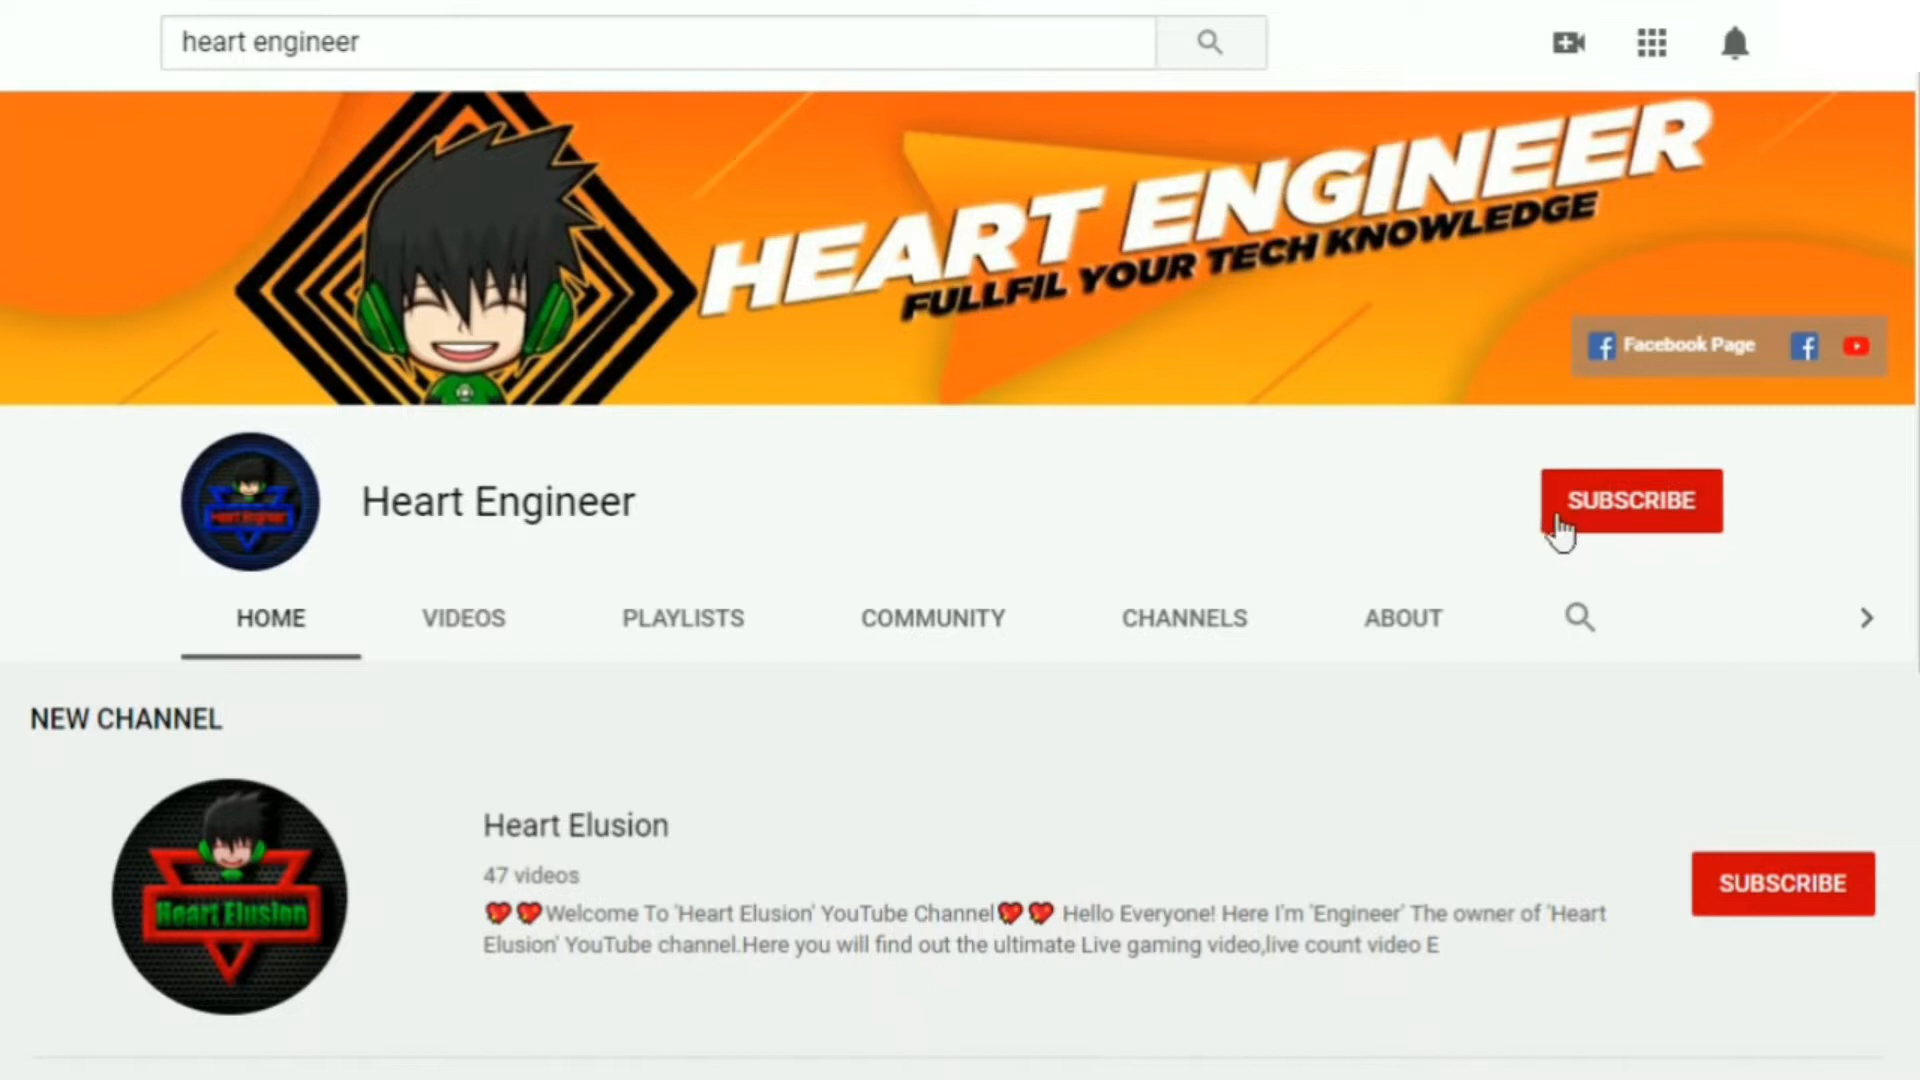 heart engineer
HEART ENGINEER
FULLFIL YOUR TECH KNOWLEDGE
Facebook Page
Heart Engineer
Heart Engineer
SUBSCRIBE
HOME VIDEOS PLAYLISTS COMMUNITY CHANNELS ABOUT
NEW CHANNEL
Heart Elusion
Heart Elusion
47 videos
💖💖Welcome To 'Heart Elusion' YouTube Channel💖💖 Hello Everyone! Here I'm 'Engineer' The owner of 'Heart
Elusion' YouTube channel.Here you will find out the ultimate Live gaming video,live count video E
SUBSCRIBE